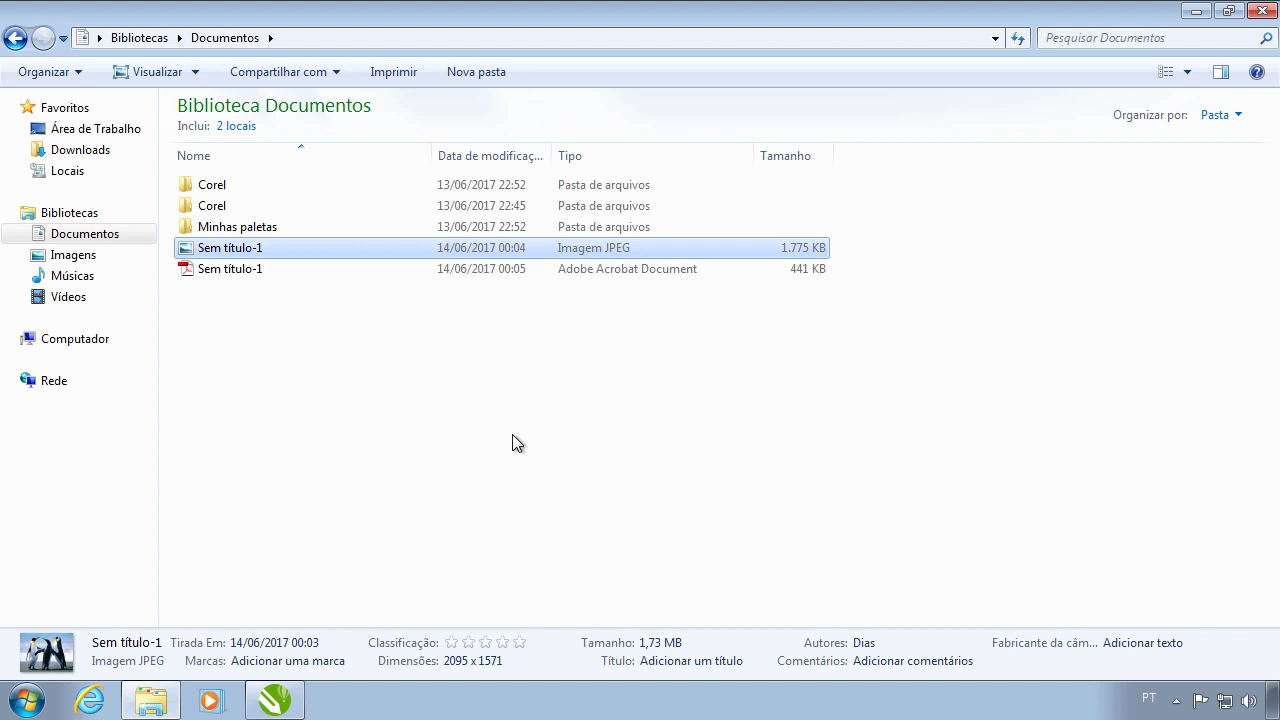 Bibliotecas Documentos
Pesquisar Documentos
Organizar Visualizar Compartilhar com Imprimir Nova pasta
Favoritos
Área de Trabalho
Downloads
Locais
Bibliotecas
Documentos
Imagens
Músicas
Vídeos
Computador
Rede
Biblioteca Documentos
Inclui: 2 locais
Organizar por: Pasta
Nome Data de modificaç... Tipo Tamanho
Corel 13/06/2017 22:52 Pasta de arquivos
Corel 13/06/2017 22:45 Pasta de arquivos
Minhas paletas 13/06/2017 22:52 Pasta de arquivos
Sem título-1 14/06/2017 00:04 Imagem JPEG 1.775 KB
Sem título-1 14/06/2017 00:05 Adobe Acrobat Document 441 KB
Sem título-1 Tirada Em: 14/06/2017 00:03 Classificação: Tamanho: 1,73 MB Autores: Dias Fabricante da câm... Adicionar texto
Imagem JPEG Marcas: Adicionar uma marca Dimensões: 2095 x 1571 Título: Adicionar um título Comentários: Adicionar comentários
PT